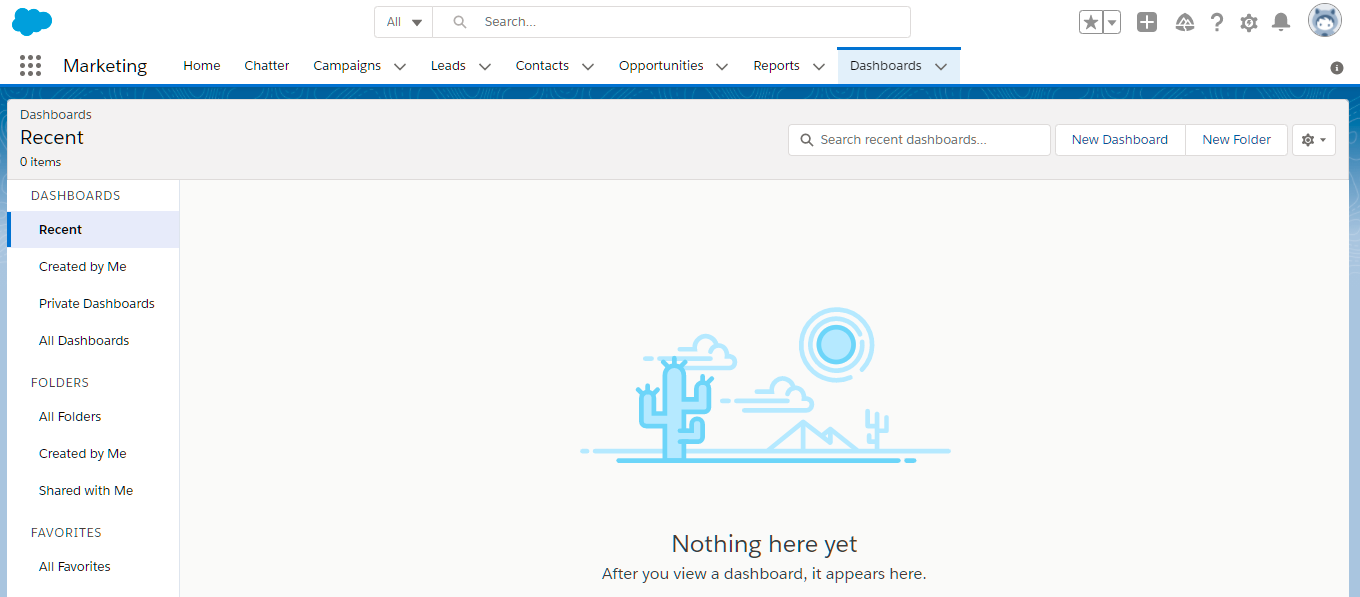 All
Search...
Marketing
Home
Chatter
Campaigns
Leads
Contacts
Opportunities
Reports
Dashboards
Dashboards
Recent
0 items
Search recent dashboards...
New Dashboard
New Folder
DASHBOARDS
Recent
Created by Me
Private Dashboards
All Dashboards
FOLDERS
All Folders
Created by Me
Shared with Me
FAVORITES
All Favorites
Nothing here yet
After you view a dashboard, it appears here.